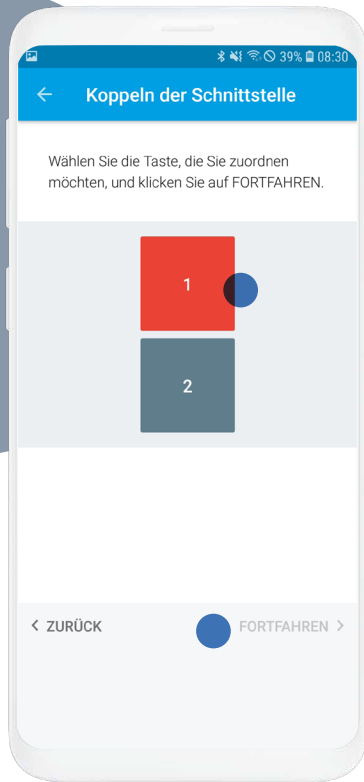 39% 08:30
Koppeln der Schnittstelle
Wählen Sie die Taste, die Sie zuordnen
möchten, und klicken Sie auf FORTFAHREN.
1
2
ZURÜCK FORTFAHREN